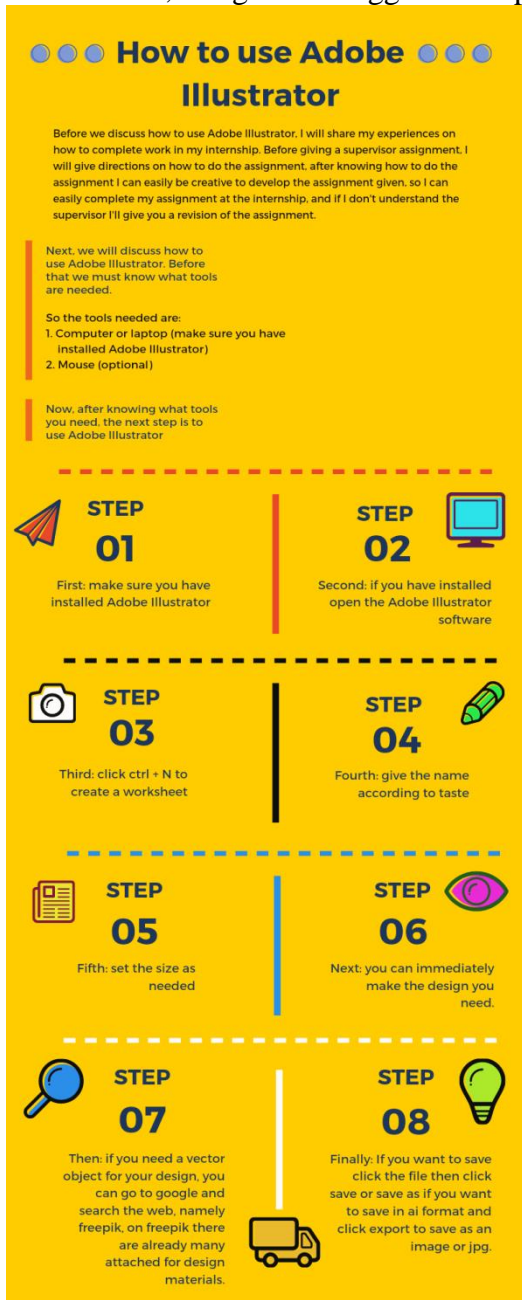 How to use Adobe
Illustrator
Before we discuss how to use Adobe Illustrator, I will share my experiences on
how to complete work in my internship. Before giving a supervisor assignment, I
will give directions on how to do the assignment, after knowing how to do the
assignment I can easily be creative to develop the assignment given, so I can
easily complete my assignment at the internship, and if I don't understand the
supervisor I'll give you a revision of the assignment.
Next, we will discuss how to
use Adobe Illustrator. Before
that we must know what tools
are needed.
So the tools needed are:
1. Computer or laptop (make sure you have
installed Adobe Illustrator)
2. Mouse (optional)
Now, after knowing what tools
you need, the next step is to
use Adobe Illustrator
STEP
01
First: make sure you have
installed Adobe Illustrator
STEP
02
Second: if you have installed
open the Adobe Illustrator
software
STEP
03
Third: click ctrl + N to
create a worksheet
STEP
04
Fourth: give the name
according to taste
STEP
05
Fifth: set the size as
needed
STEP
06
Next: you can immediately
make the design you
need.
STEP
07
Then: if you need a vector
object for your design, you
can go to google and
search the web, namely
freepik, on freepik there
are already many
attached for design
materials.
STEP
08
Finally: If you want to save
click the file then click
save or save as if you want
to save in ai format and
click export to save as an
image or jpg.